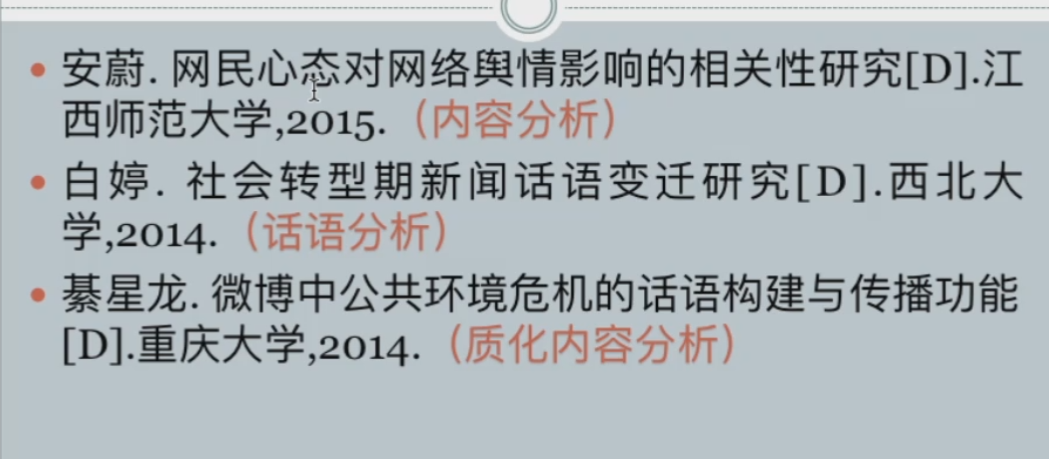 • 安蔚. 网民心态对网络舆情影响的相关性研究[D].江
西师范大学,2015.（内容分析）
• 白婷. 社会转型期新闻话语变迁研究[D].西北大
学,2014.（话语分析）
• 綦星龙. 微博中公共环境危机的话语构建与传播功能
[D].重庆大学,2014.（质化内容分析）